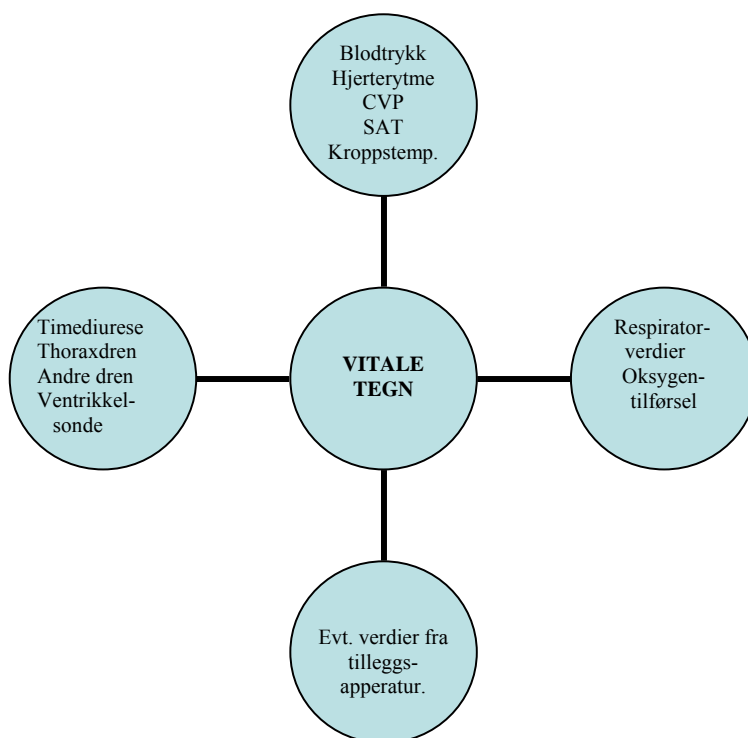 Blodtrykk
Hjerterytme
CVP
SAT
Kroppstemp.
Timediurese
Thoraxdren
Andre dren
Ventrikkel-
sonde
VITALE
TEGN
Respirator-
verdier
Oksygen-
tilførsel
Evt. verdier fra
tilleggs-
apperatur.